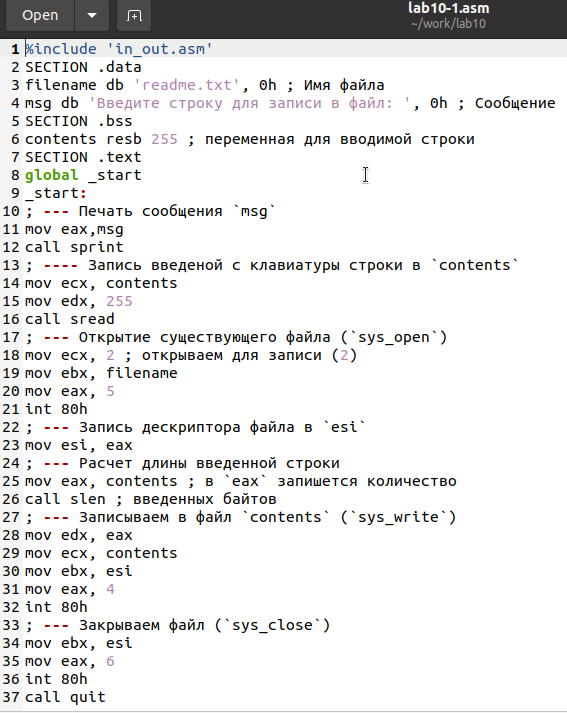 Open
lab10-1.asm
~/work/lab10
1 %include 'in_out.asm'
2 SECTION .data
3 filename db 'readme.txt', 0h ; Имя файла
4 msg db 'Введите строку для записи в файл: ', 0h ; Сообщение
5 SECTION .bss
6 contents resb 255 ; переменная для вводимой строки
7 SECTION .text
8 global _start
9 _start:
10 ; --- Печать сообщения `msg`
11 mov eax,msg
12 call sprint
13 ; ---- Запись введеной с клавиатуры строки в `contents`
14 mov ecx, contents
15 mov edx, 255
16 call sread
17 ; --- Открытие существующего файла (`sys_open`)
18 mov ecx, 2 ; открываем для записи (2)
19 mov ebx, filename
20 mov eax, 5
21 int 80h
22 ; --- Запись дескриптора файла в `esi`
23 mov esi, eax
24 ; --- Расчет длины введенной строки
25 mov eax, contents ; в `eax` запишется количество
26 call slen ; введенных байтов
27 ; --- Записываем в файл `contents` (`sys_write`)
28 mov edx, eax
29 mov ecx, contents
30 mov ebx, esi
31 mov eax, 4
32 int 80h
33 ; --- Закрываем файл (`sys_close`)
34 mov ebx, esi
35 mov eax, 6
36 int 80h
37 call quit